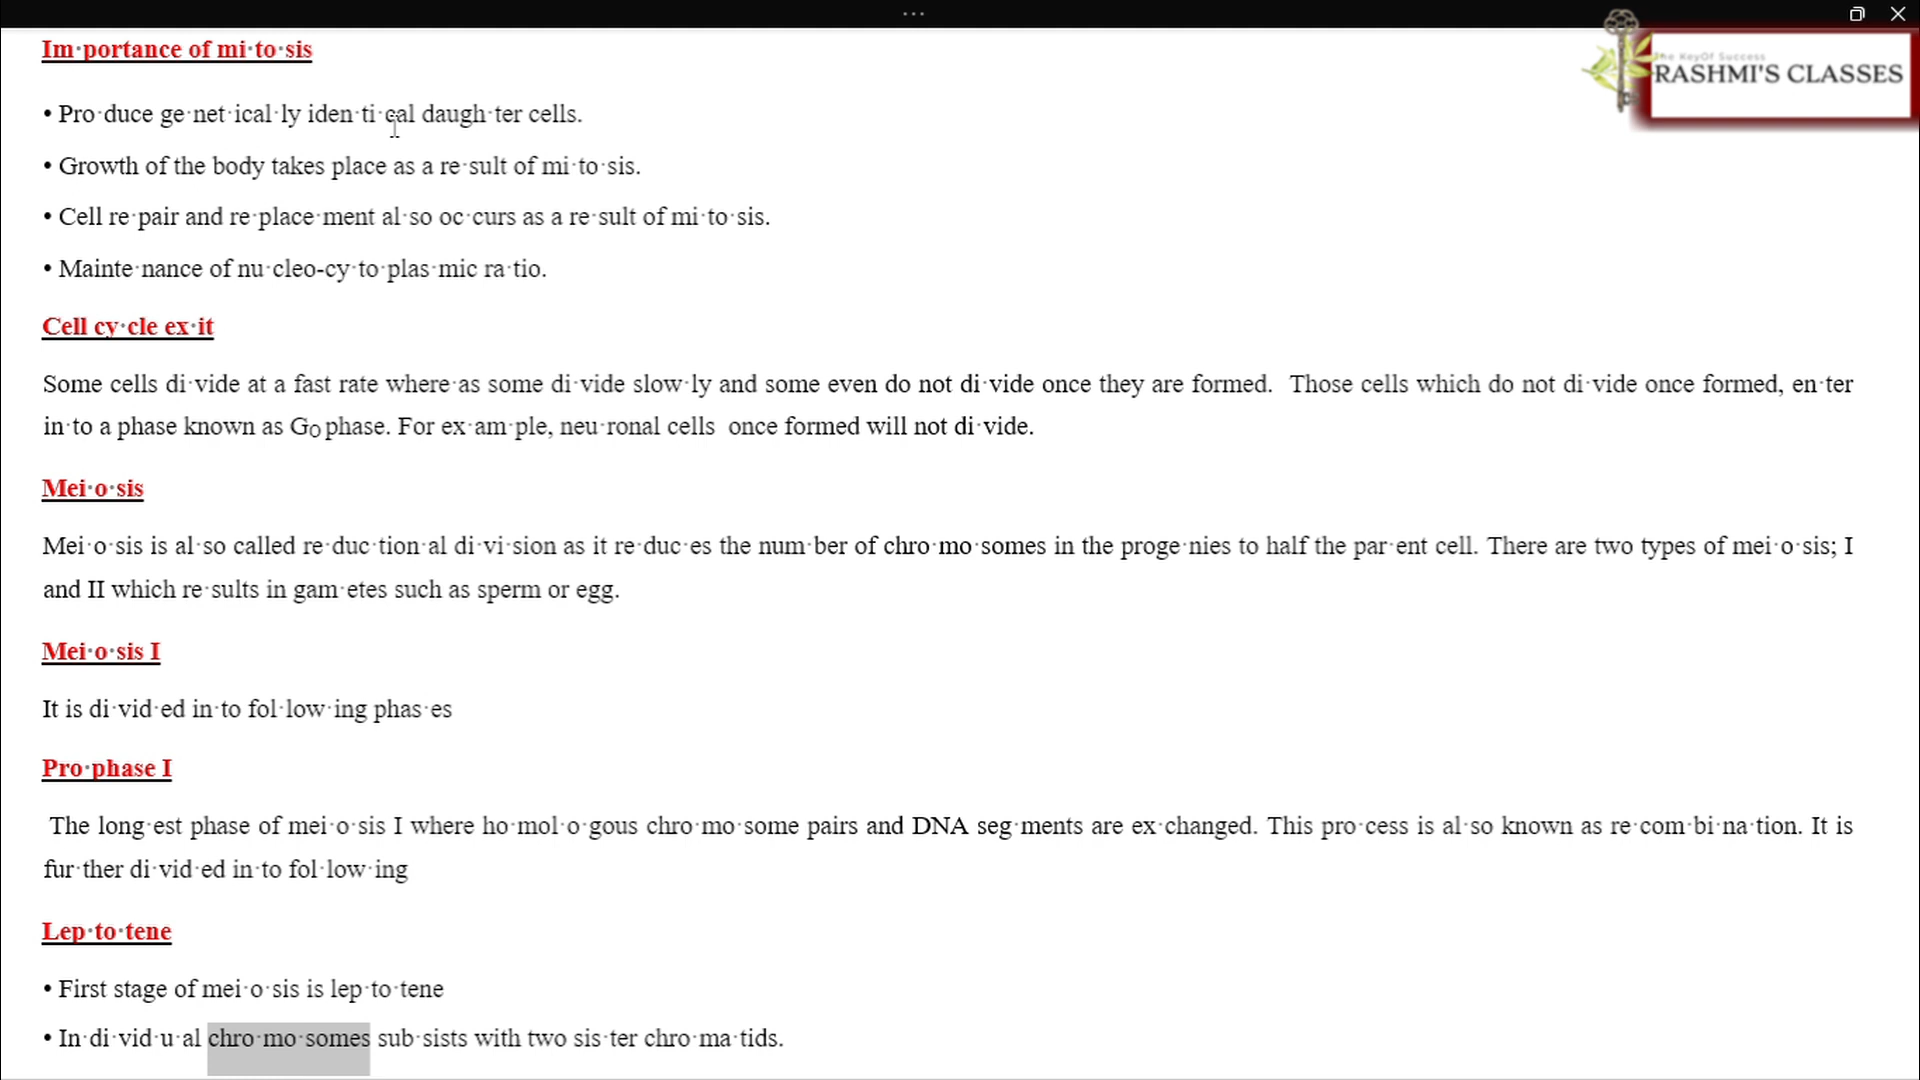 Im·portance of mi·to·sis
The KeyOf Success
RASHMI'S CLASSES
• Pro·duce ge·net·ical·ly iden·ti·cal daugh·ter cells.
• Growth of the body takes place as a re·sult of mi·to·sis.
• Cell re·pair and re·place·ment al·so oc·curs as a re·sult of mi·to·sis.
• Mainte·nance of nu·cleo-cy·to·plas·mic ra·tio.
Cell cy·cle ex·it
Some cells di·vide at a fast rate where·as some di·vide slow·ly and some even do not di·vide once they are formed. Those cells which do not di·vide once formed, en·ter
in·to a phase known as G0 phase. For ex·am·ple, neu·ronal cells once formed will not di·vide.
Mei·o·sis
Mei·o·sis is al·so called re·duc·tion·al di·vi·sion as it re·duc·es the num·ber of chro·mo·somes in the proge·nies to half the par·ent cell. There are two types of mei·o·sis; I
and II which re·sults in gam·etes such as sperm or egg.
Mei·o·sis I
It is di·vid·ed in·to fol·low·ing phas·es
Pro·phase I
The long·est phase of mei·o·sis I where ho·mol·o·gous chro·mo·some pairs and DNA seg·ments are ex·changed. This pro·cess is al·so known as re·com·bi·na·tion. It is
fur·ther di·vid·ed in·to fol·low·ing
Lep·to·tene
• First stage of mei·o·sis is lep·to·tene
• In·di·vid·u·al chro·mo·somes sub·sists with two sis·ter chro·ma·tids.